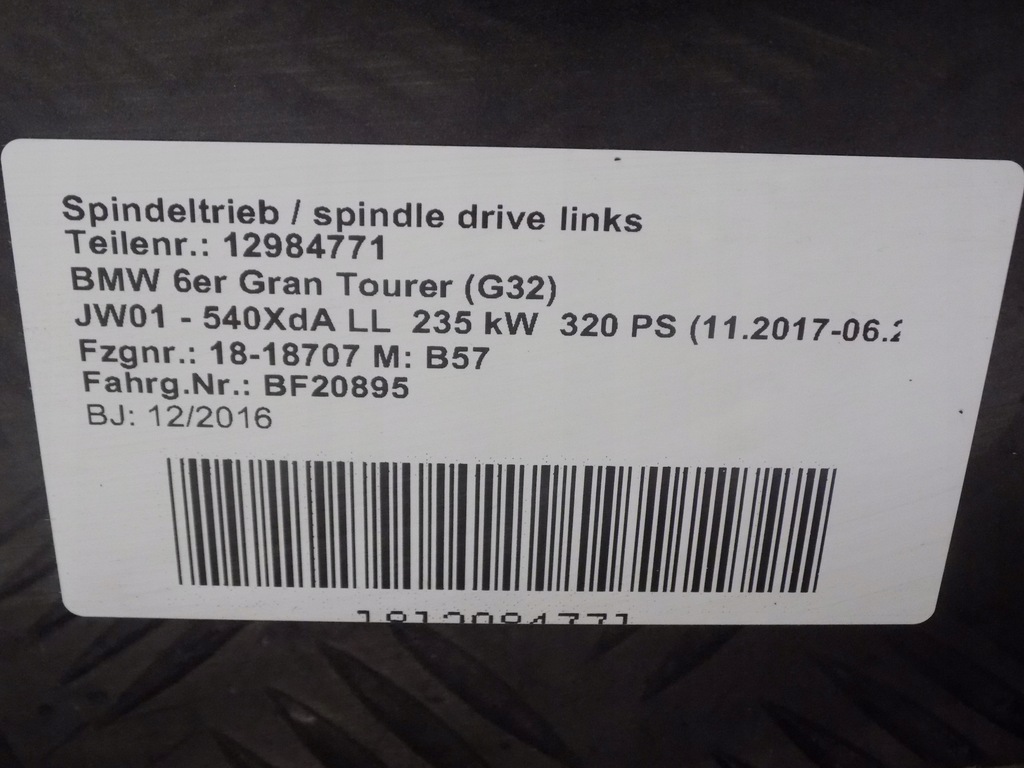 Spindeltrieb / spindle drive links
Teilenr.: 12984771
BMW 6er Gran Tourer (G32)
JW01 - 540XdA LL 235 kW 320 PS (11.2017-06.2
Fzgnr.: 18-18707 M: B57
Fahrg.Nr.: BF20895
BJ: 12/2016
1812984771